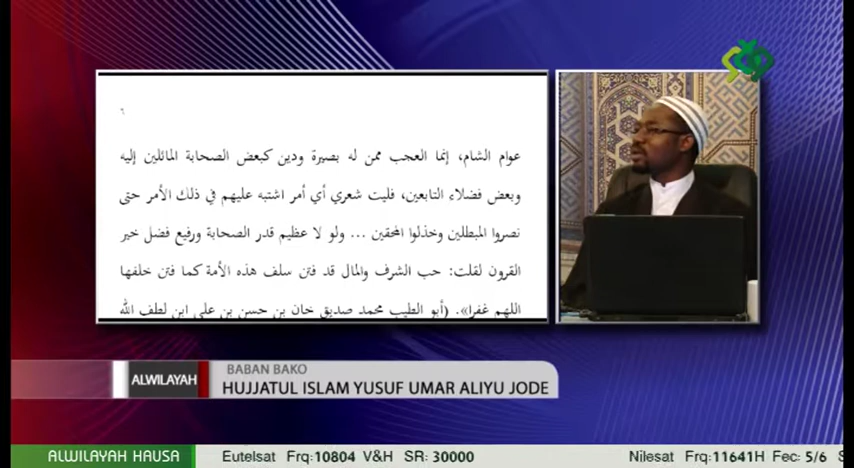 ٦
عوام الشام، إنما العجب ممن له بصيرة ودين كبعض الصحابة المائلين إليه
وبعض فضلاء التابعين، فليت شعري أي أمر اشتبه عليهم في ذلك الأمر حتى
نصروا المبطلين وخذلوا المحقين ... ولو لا عظيم قدر الصحابة ورفيع فضل خير
القرون لقلت: حب الشرف والمال قد فتن سلف هذه الأمة كما فتن خلفها
اللهم غفرا». (أبو الطيب محمد صديق خان بن حسن بن علي ابن لطف الله
ALWILAYAH
BABAN BAKO
HUJJATUL ISLAM YUSUF UMAR ALIYU JODE
ALWILAYAH HAUSA Eutelsat Frq:10804 V&H SR: 30000 Nilesat Frq:11641H Fec: 5/6 S